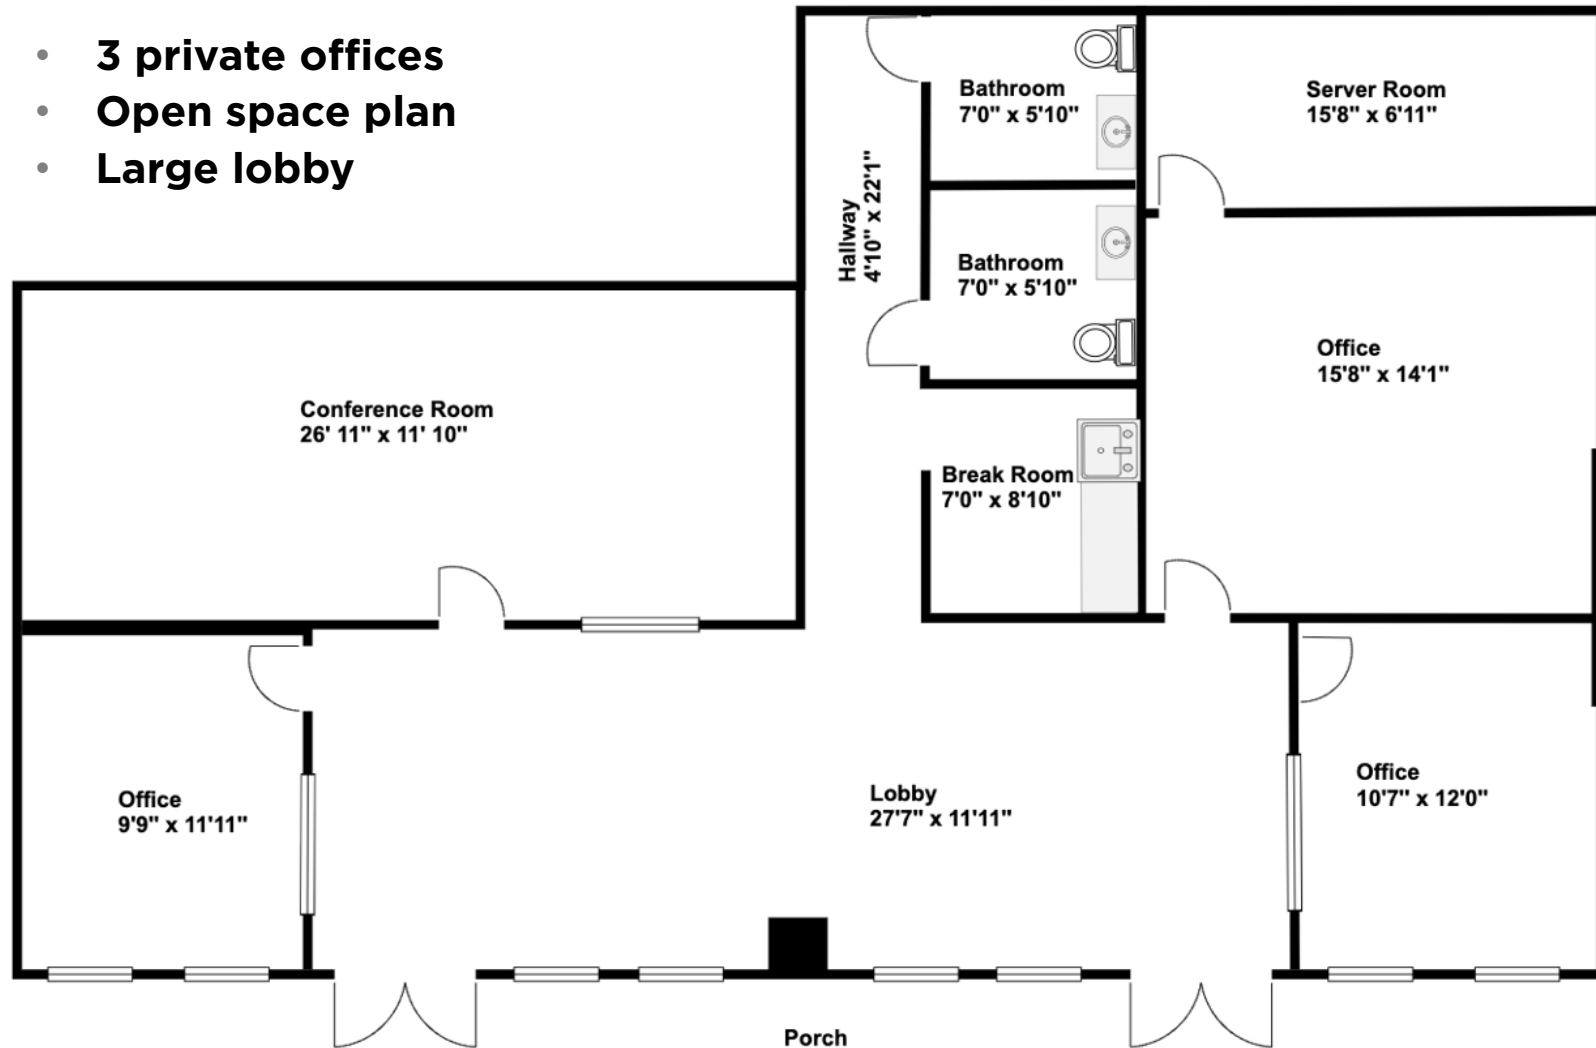 • 3 private offices
• Open space plan
• Large lobby
Bathroom
7'0" x 5'10"
Server Room
15'8" x 6'11"
Hallway
4'10" x 22'1"
Bathroom
7'0" x 5'10"
Office
15'8" x 14'1"
Conference Room
26' 11" x 11' 10"
Break Room
7'0" x 8'10"
Office
9'9" x 11'11"
Lobby
27'7" x 11'11"
Office
10'7" x 12'0"
Porch